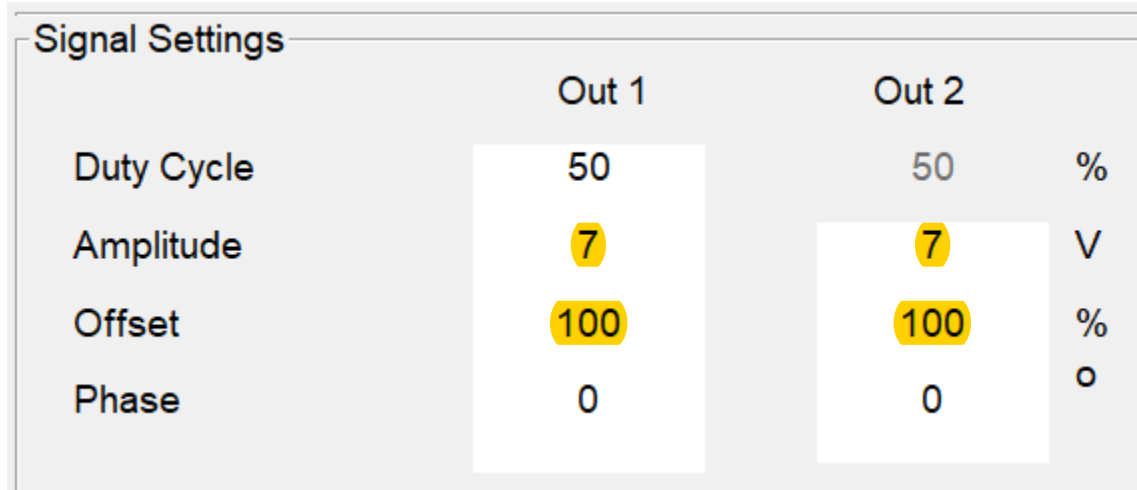 Signal Settings
Out 1 Out 2
Duty Cycle 50 50 %
Amplitude 7 7 V
Offset 100 100 %
Phase 0 0 o